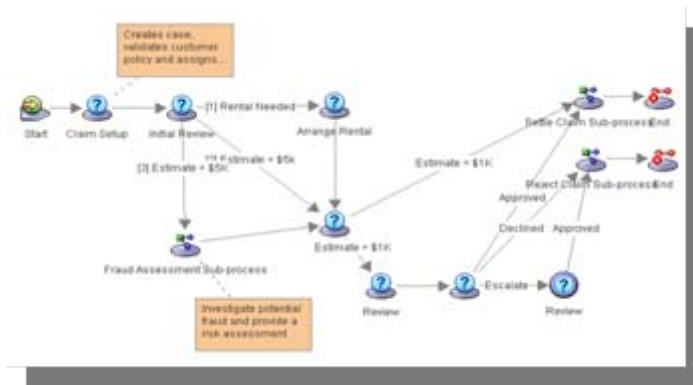 Creates case,
validates customer
policy and assigns...
Start
Claim Setup
Initial Review
[1] Rental Needed
Arrange Rental
Settle Claim Sub-process
End
[3] Estimate + $5K
Estimate + $5k
Estimate + $1K
Reject Claim Sub-process
End
Approved
Fraud Assessment Sub-process
Estimate + $1K
Declined
Approved
Review
Escalate
Review
Investigate potential
fraud and provide a
risk assessment